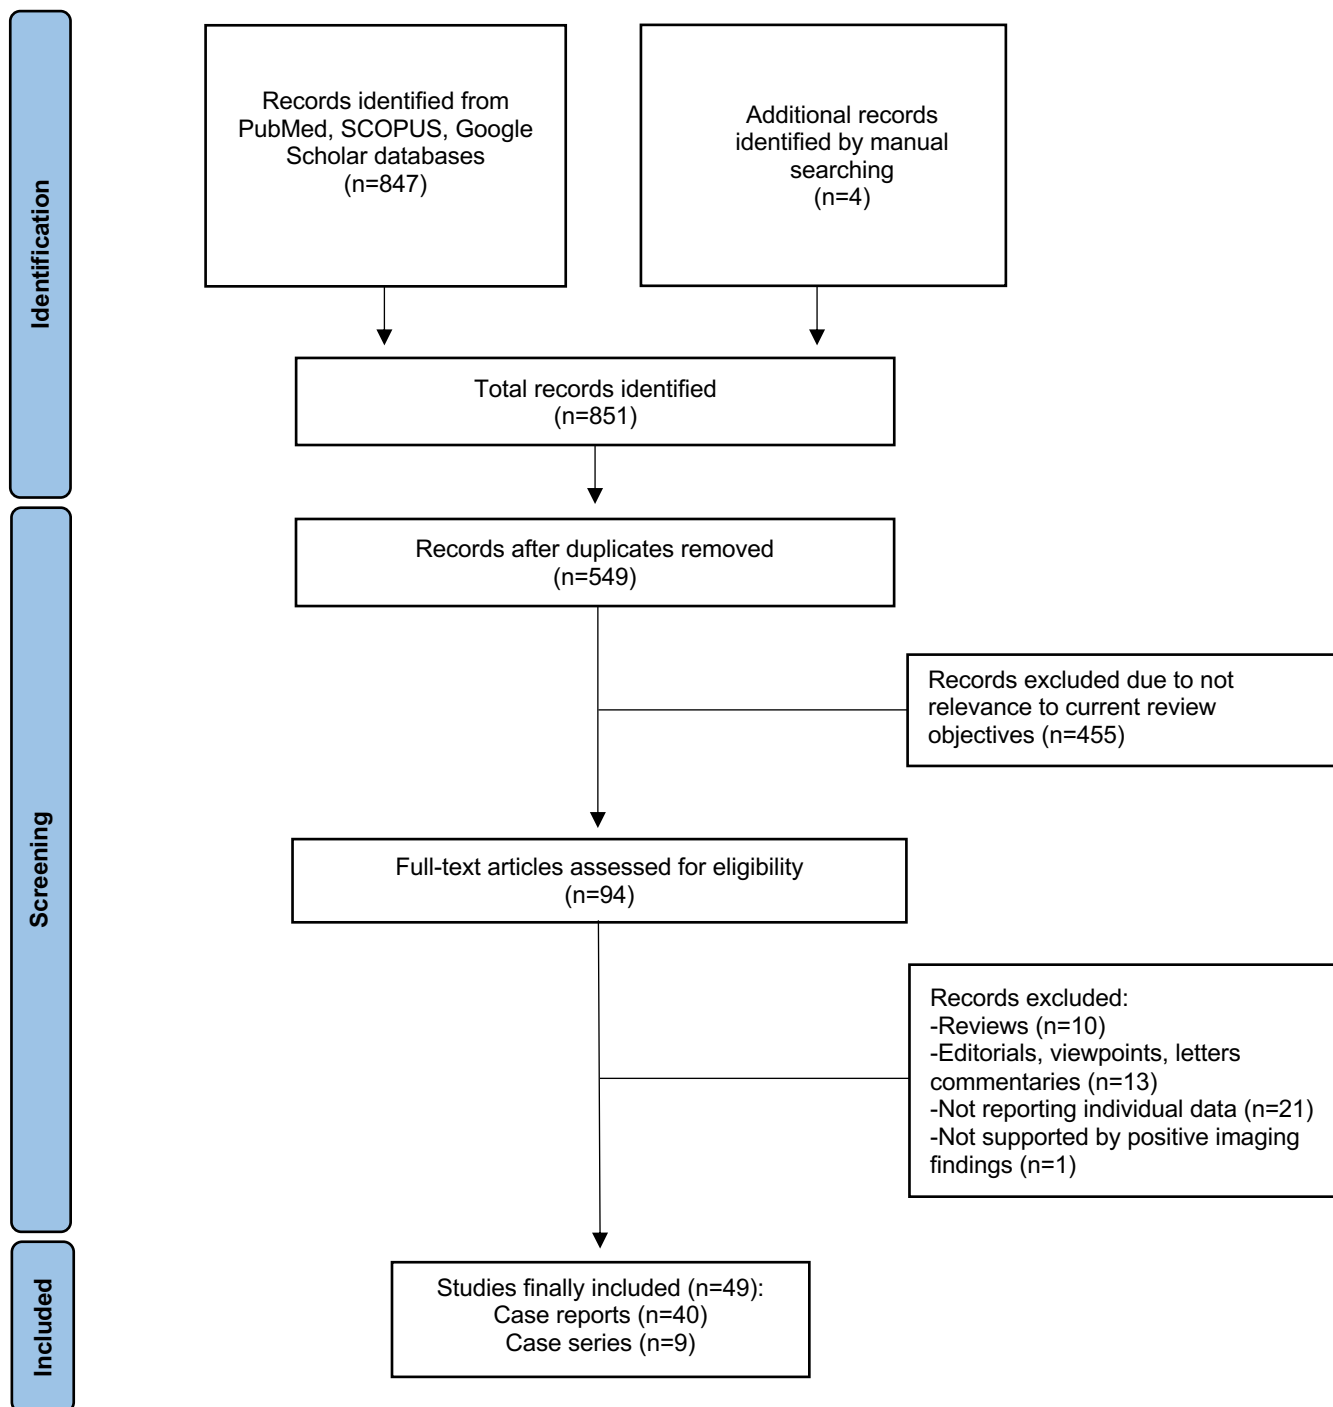 Identification
Records identified from
PubMed, SCOPUS, Google
Scholar databases
(n=847)
Additional records
identified by manual
searching
(n=4)
Total records identified
(n=851)
Screening
Records after duplicates removed
(n=549)
Records excluded due to not
relevance to current review
objectives (n=455)
Full-text articles assessed for eligibility
(n=94)
Records excluded:
-Reviews (n=10)
-Editorials, viewpoints, letters
commentaries (n=13)
-Not reporting individual data (n=21)
-Not supported by positive imaging
findings (n=1)
Included
Studies finally included (n=49):
Case reports (n=40)
Case series (n=9)